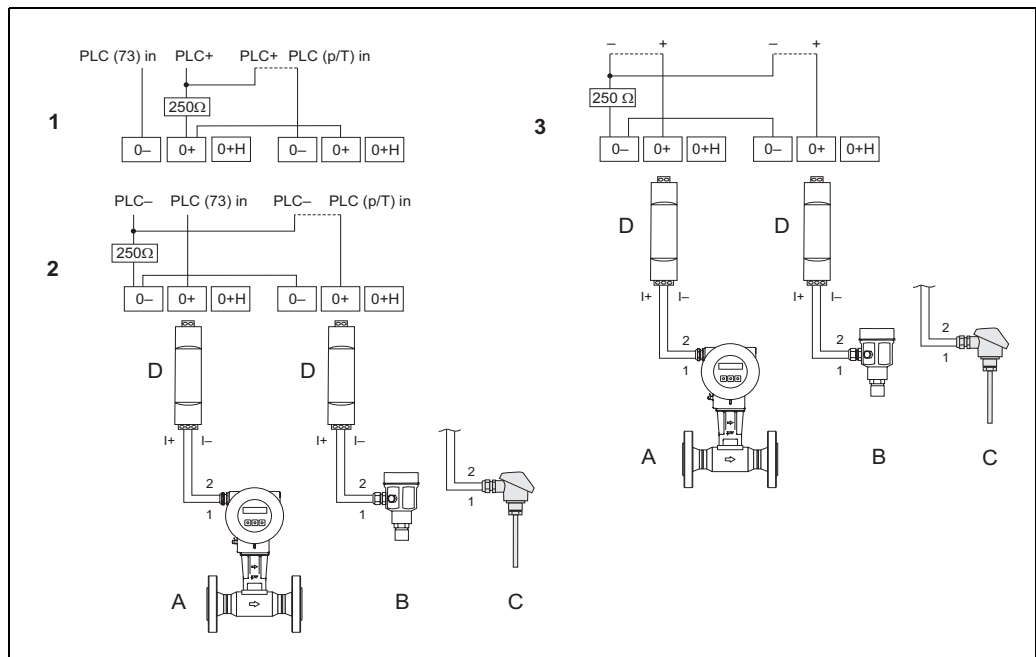 PLC (73) in PLC+ PLC+ PLC (p/T) in
250Ω
1
0– 0+ 0+H 0– 0+ 0+H
PLC– PLC (73) in PLC– PLC (p/T) in
250Ω
2
0– 0+ 0+H 0– 0+ 0+H
D D
I+ I– I+ I–
2 2 2
1 1 1
A B C
– + – +
250 Ω
3
0– 0+ 0+H 0– 0+ 0+H
D D
I+ I– I+ I–
2 2 2
1 1 1
A B C